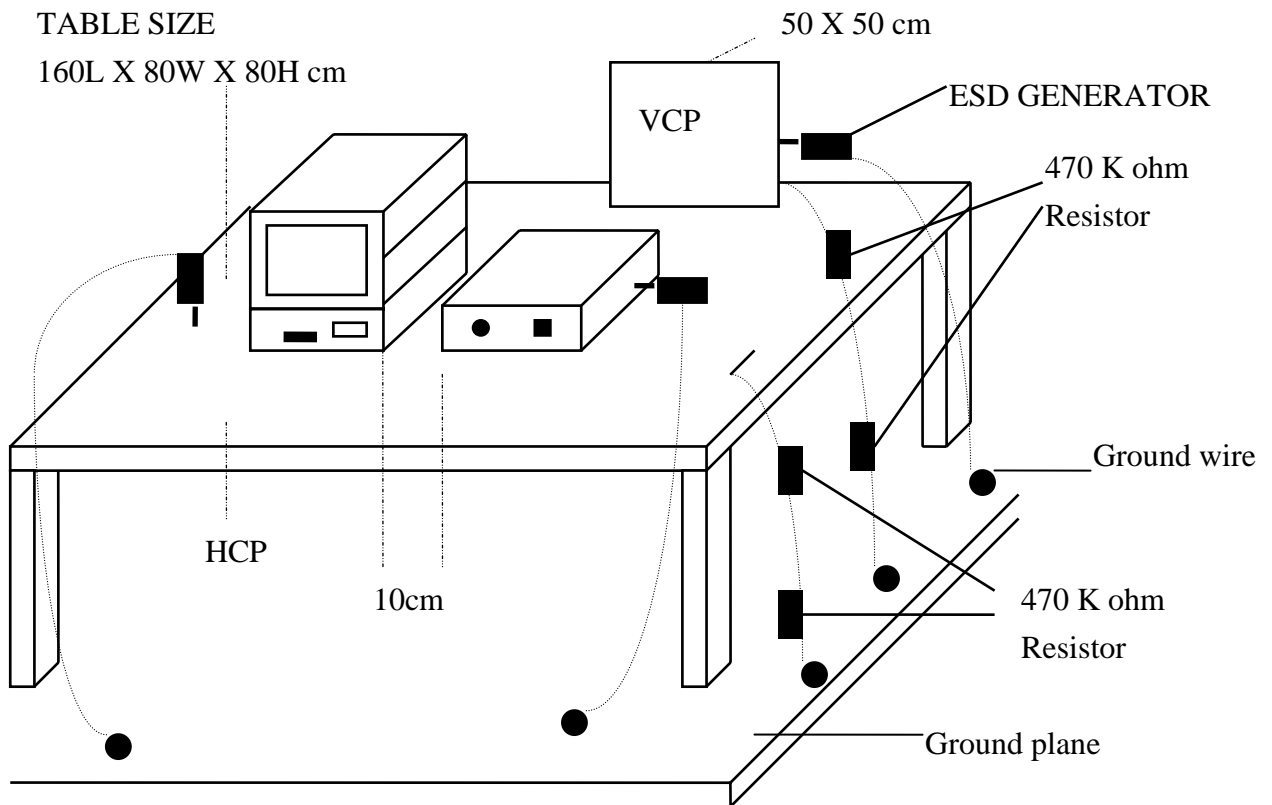 TABLE SIZE
160L X 80W X 80H cm
50 X 50 cm
VCP
ESD GENERATOR
470 K ohm
Resistor
Ground wire
HCP
10cm
470 K ohm
Resistor
Ground plane